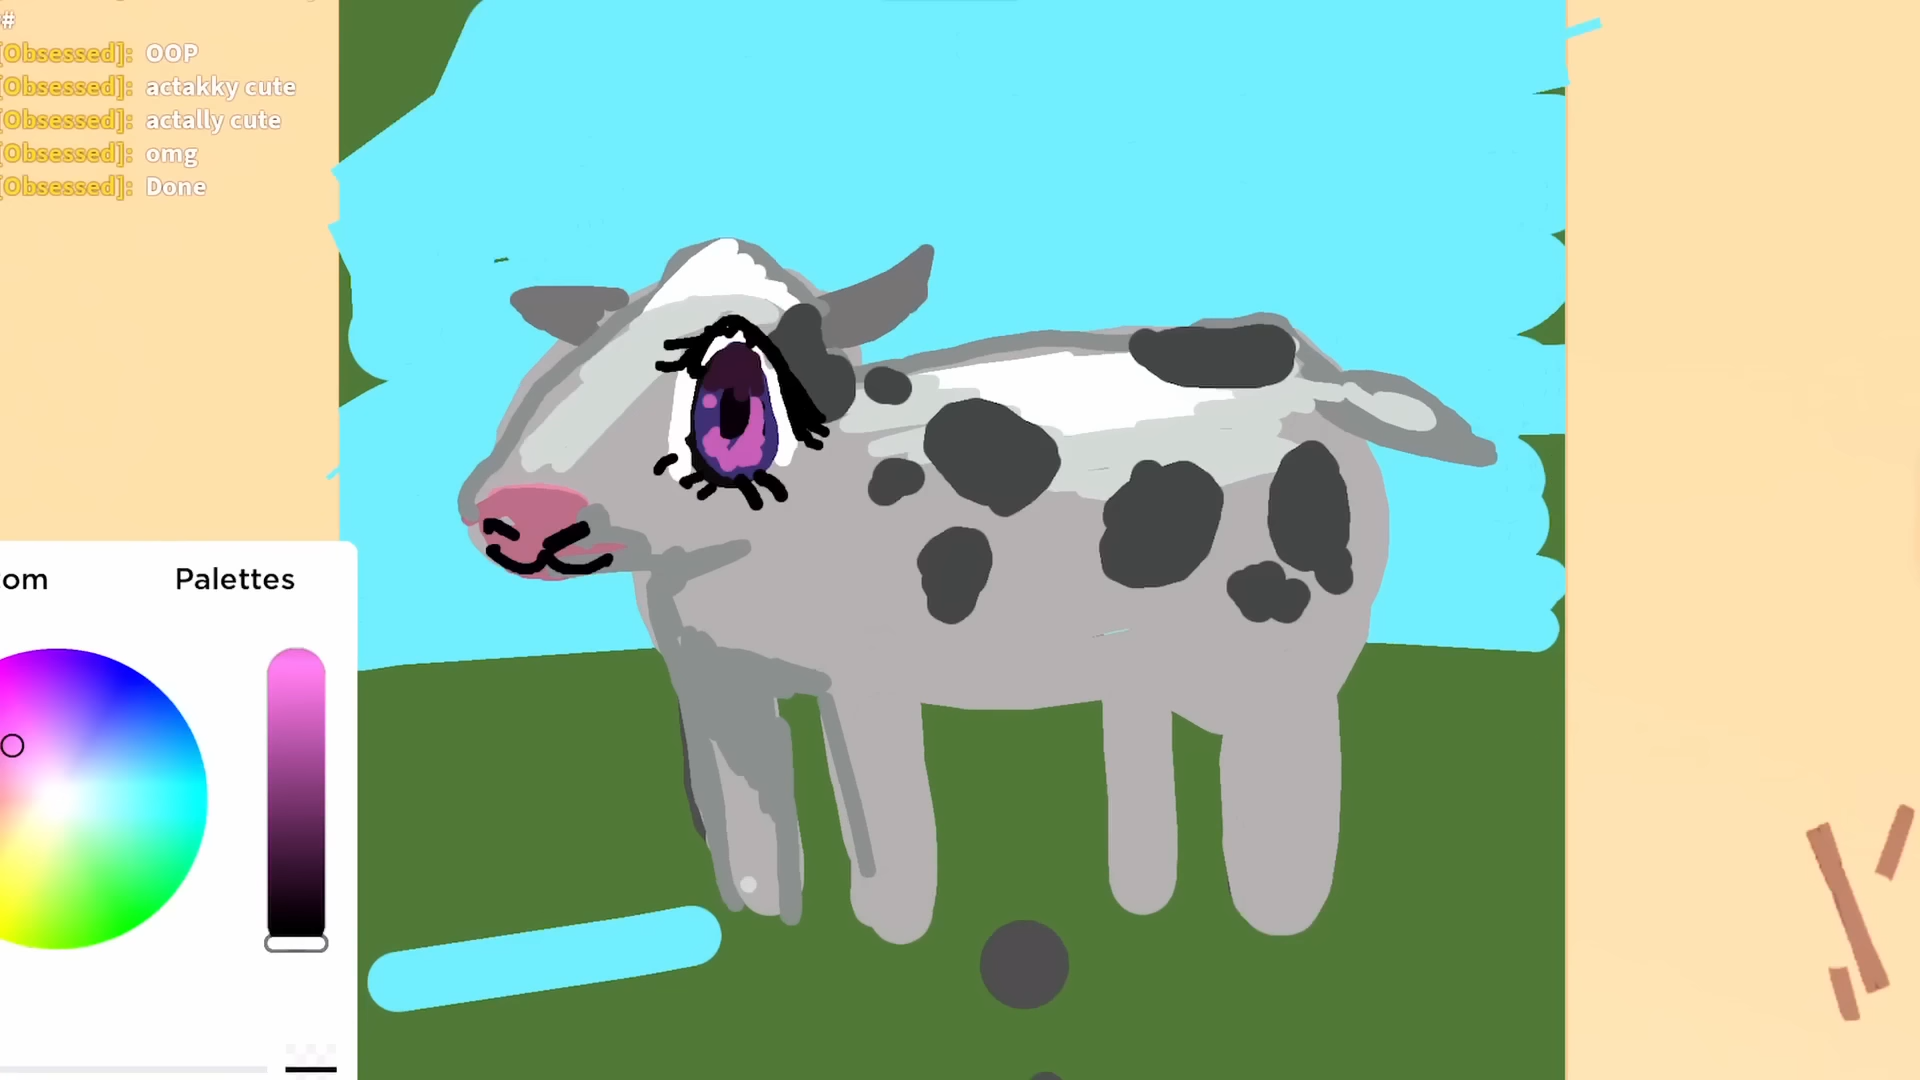 #
[Obsessed]: OOP
[Obsessed]: actakky cute
[Obsessed]: actally cute
[Obsessed]: omg
[Obsessed]: Done
om
Palettes